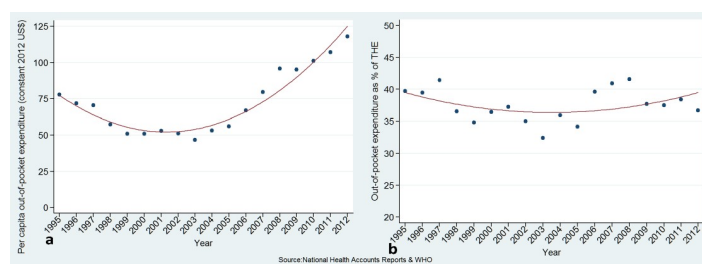 Per capita out-of-pocket expenditure (constant 2012 US$)
125
100
75
50
25
0
1995 1996 1997 1998 1999 2000 2001 2002 2003 2004 2005 2006 2007 2008 2009 2010 2011 2012
a
Year
Out-of-pocket expenditure as % of THE
50
45
40
35
30
25
20
1995 1996 1997 1998 1999 2000 2001 2002 2003 2004 2005 2006 2007 2008 2009 2010 2011 2012
b
Year
Source:National Health Accounts Reports & WHO